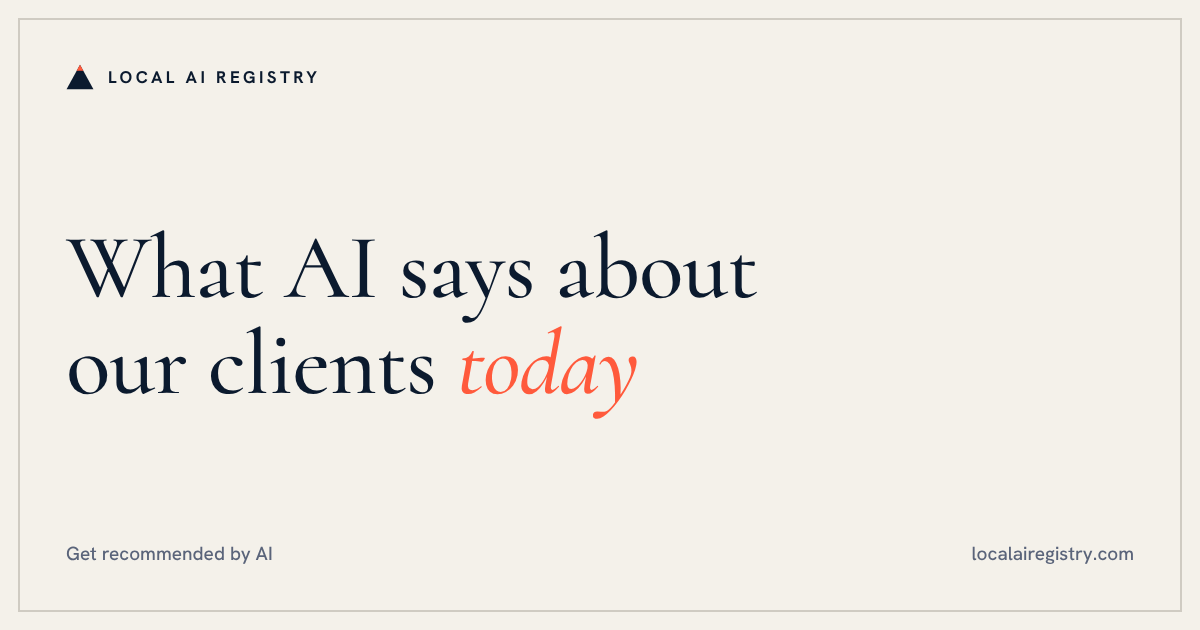 LOCAL AI REGISTRY
What AI says about
our clients today
Get recommended by AI
localairegistry.com